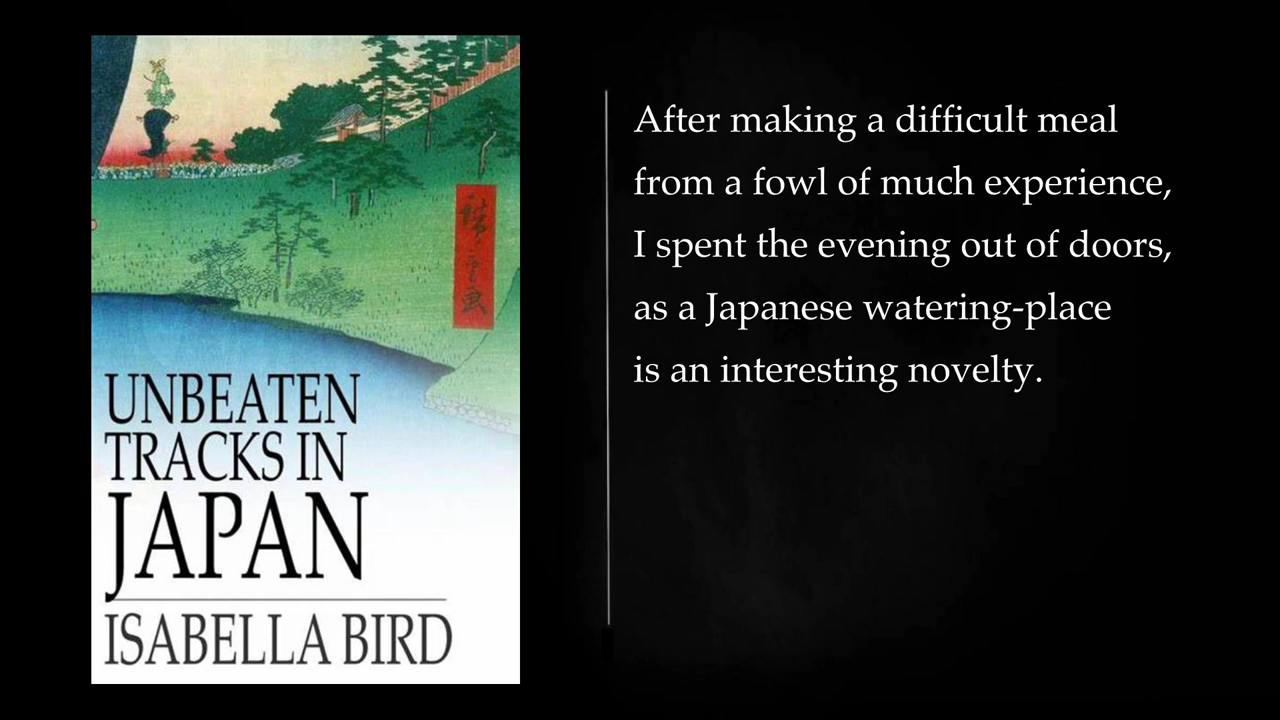 UNBEATEN
TRACKS IN
JAPAN
ISABELLA BIRD
After making a difficult meal
from a fowl of much experience,
I spent the evening out of doors,
as a Japanese watering-place
is an interesting novelty.